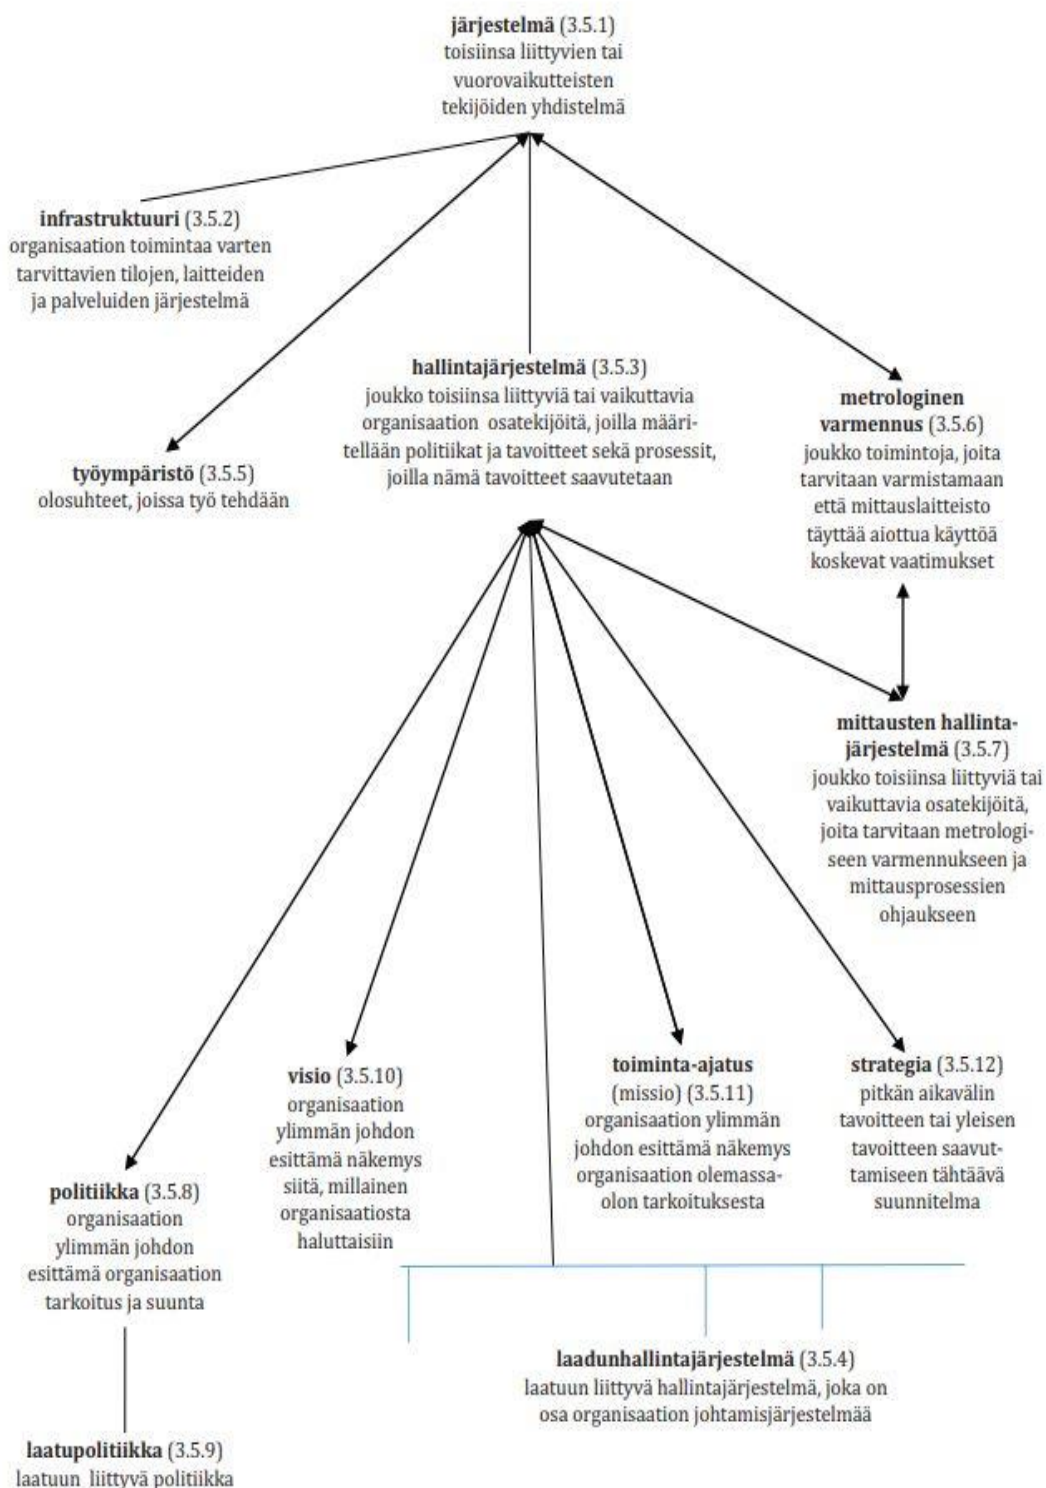 järjestelmä (3.5.1)
toisiinsa liittyvien tai
vuorovaikutteisten
tekijöiden yhdistelmä
infrastruktuuri (3.5.2)
organisaation toimintaa varten
tarvittavien tilojen, laitteiden
ja palveluiden järjestelmä
hallintajärjestelmä (3.5.3)
joukko toisiinsa liittyviä tai vaikuttavia
organisaation osatekijöitä, joilla määri-
tellään politiikat ja tavoitteet sekä prosessit,
joilla nämä tavoitteet saavutetaan
metrologinen
varmennus (3.5.6)
joukko toimintoja, joita
tarvitaan varmistamaan
että mittauslaitteisto
täyttää aiottua käyttöä
koskevat vaatimukset
työympäristö (3.5.5)
olosuhteet, joissa työ tehdään
mittausten hallinta-
järjestelmä (3.5.7)
joukko toisiinsa liittyviä tai
vaikuttavia osatekijöitä,
joita tarvitaan metrologi-
seen varmennukseen ja
mittausprosessien
ohjaukseen
visio (3.5.10)
organisaation
ylimmän johdon
esittämä näkemys
siitä, millainen
organisaatiosta
haluttaisiin
toiminta-ajatus
(missio) (3.5.11)
organisaation ylimmän
johdon esittämä näkemys
organisaation olemassa-
olon tarkoituksesta
strategia (3.5.12)
pitkän aikavälin
tavoitteen tai yleisen
tavoitteen saavut-
tamiseen tähtäävä
suunnitelma
politiikka (3.5.8)
organisaation
ylimmän johdon
esittämä organisaation
tarkoitus ja suunta
laadunhallintajärjestelmä (3.5.4)
laatuun liittyvä hallintajärjestelmä, joka on
osa organisaation johtamisjärjestelmää
laatupolitiikka (3.5.9)
laatuun liittyvä politiikka